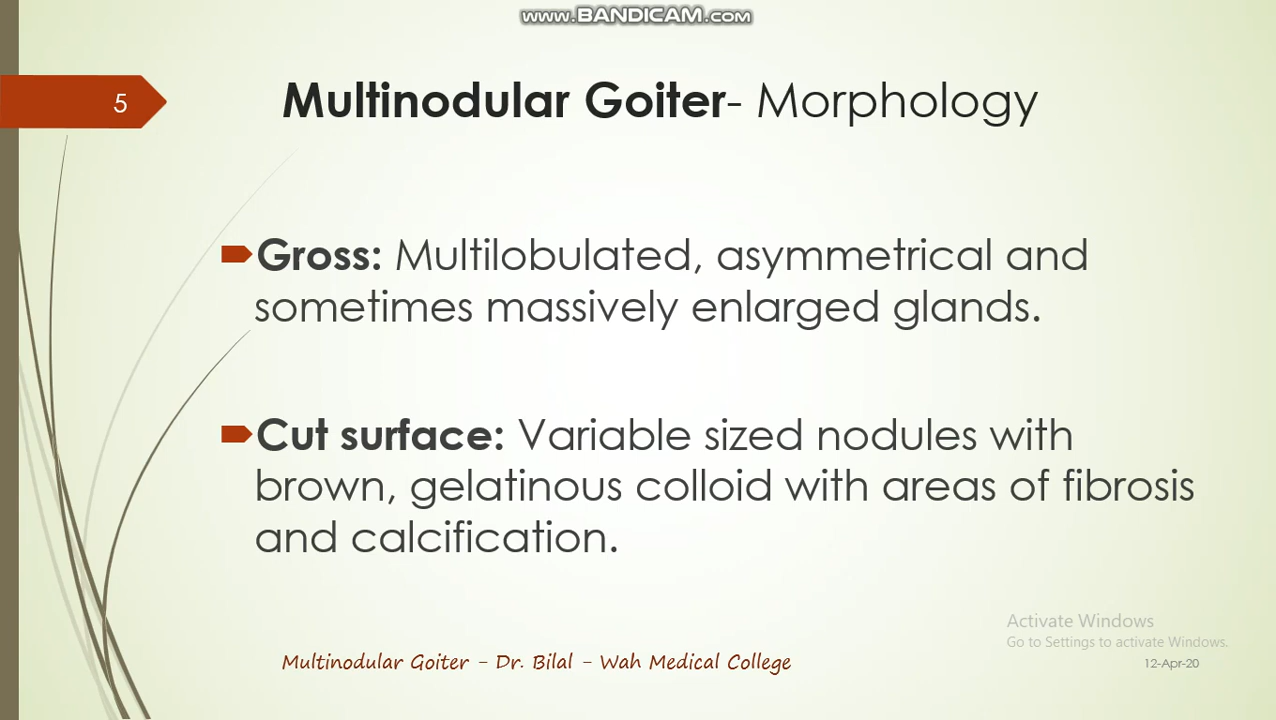 www.BANDICAM.com
5
Multinodular Goiter- Morphology
Gross: Multilobulated, asymmetrical and
sometimes massively enlarged glands.
Cut surface: Variable sized nodules with
brown, gelatinous colloid with areas of fibrosis
and calcification.
Activate Windows
Go to Settings to activate Windows.
Multinodular Goiter - Dr. Bilal - Wah Medical College
12-Apr-20